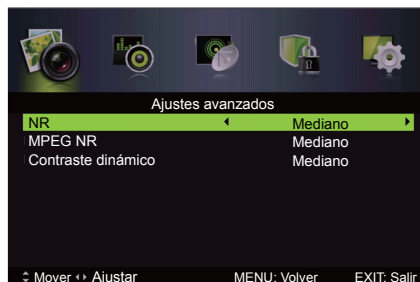 Ajustes avanzados
NR Mediano
MPEG NR Mediano
Contraste dinámico Mediano
Mover Ajustar MENU: Volver EXIT: Salir